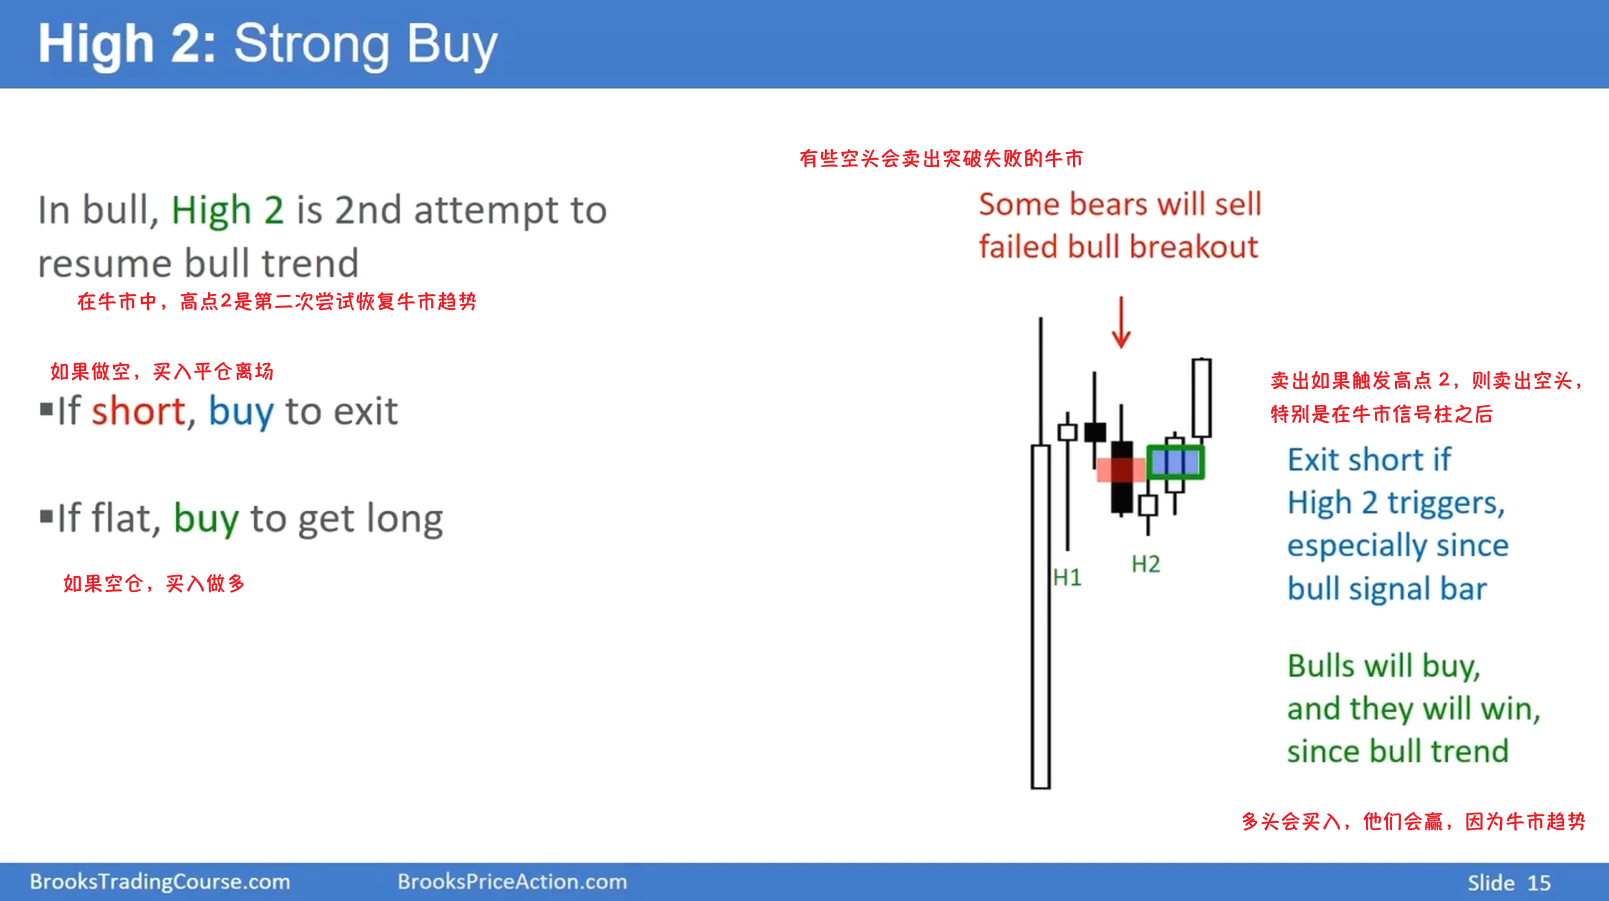 High 2: Strong Buy
In bull, High 2 is 2nd attempt to
resume bull trend
在牛市中，高点2是第二次尝试恢复牛市趋势
如果做空，买入平仓离场
▪If short, buy to exit
▪If flat, buy to get long
如果空仓，买入做多
有些空头会卖出突破失败的牛市
Some bears will sell
failed bull breakout
H1
H2
卖出如果触发高点 2，则卖出空头，
特别是在牛市信号柱之后
Exit short if
High 2 triggers,
especially since
bull signal bar
Bulls will buy,
and they will win,
since bull trend
多头会买入，他们会赢，因为牛市趋势
BrooksTradingCourse.com
BrooksPriceAction.com
Slide 15